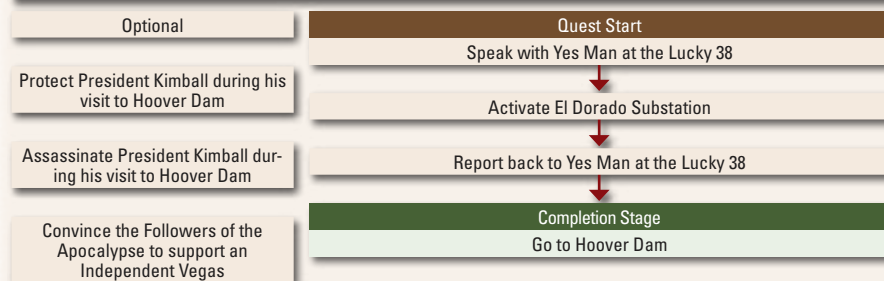 Optional
Protect President Kimball during his
visit to Hoover Dam
Assassinate President Kimball dur-
ing his visit to Hoover Dam
Convince the Followers of the
Apocalypse to support an
Independent Vegas
Quest Start
Speak with Yes Man at the Lucky 38
Activate El Dorado Substation
Report back to Yes Man at the Lucky 38
Completion Stage
Go to Hoover Dam